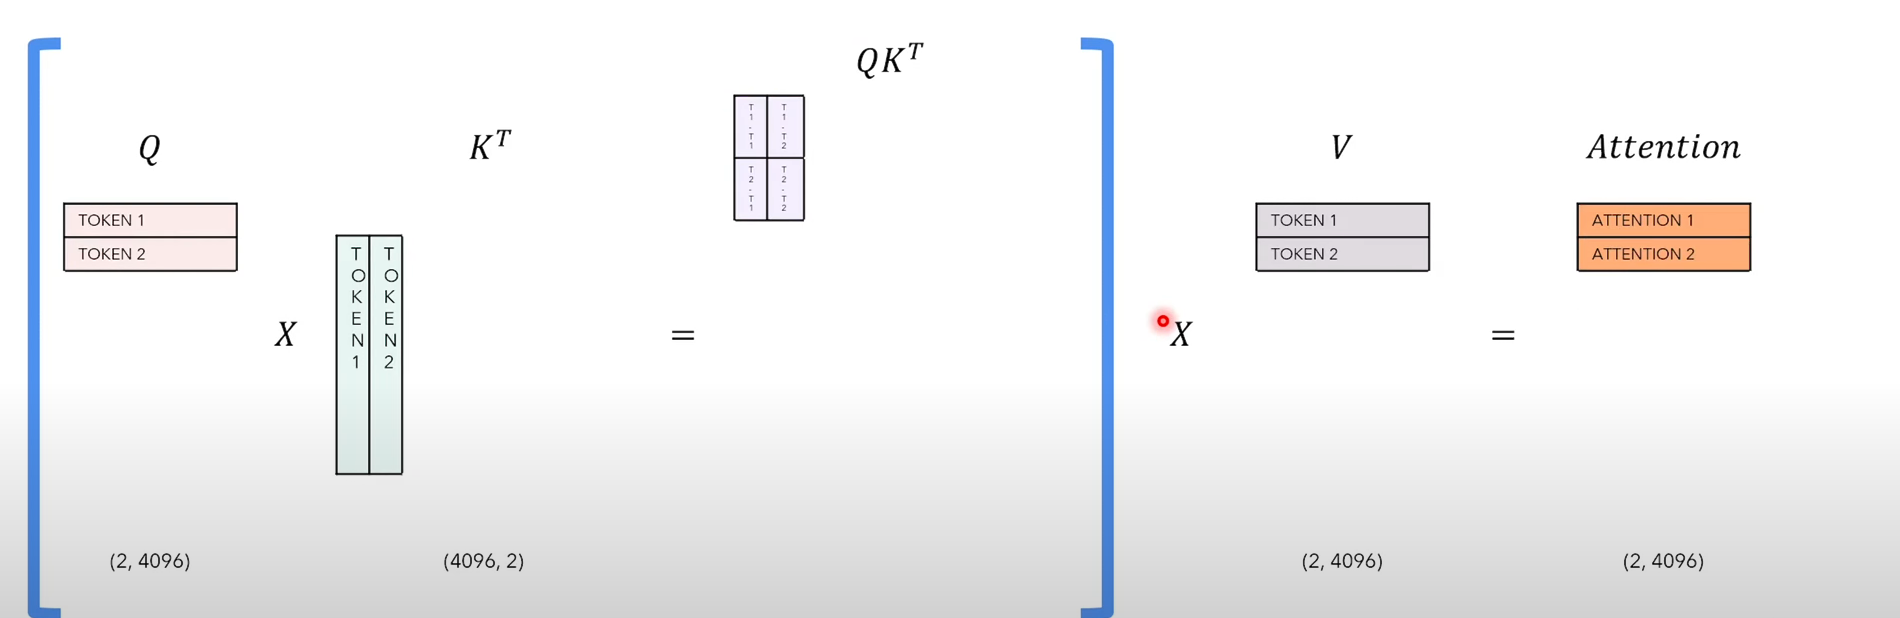 QK^T
Q
K^T
V
Attention
T1-T1
T1-T2
T2-T1
T2-T2
TOKEN 1
TOKEN 2
TOKEN 1
TOKEN 2
X
=
X
TOKEN 1
TOKEN 2
=
ATTENTION 1
ATTENTION 2
(2, 4096)
(4096, 2)
(2, 4096)
(2, 4096)